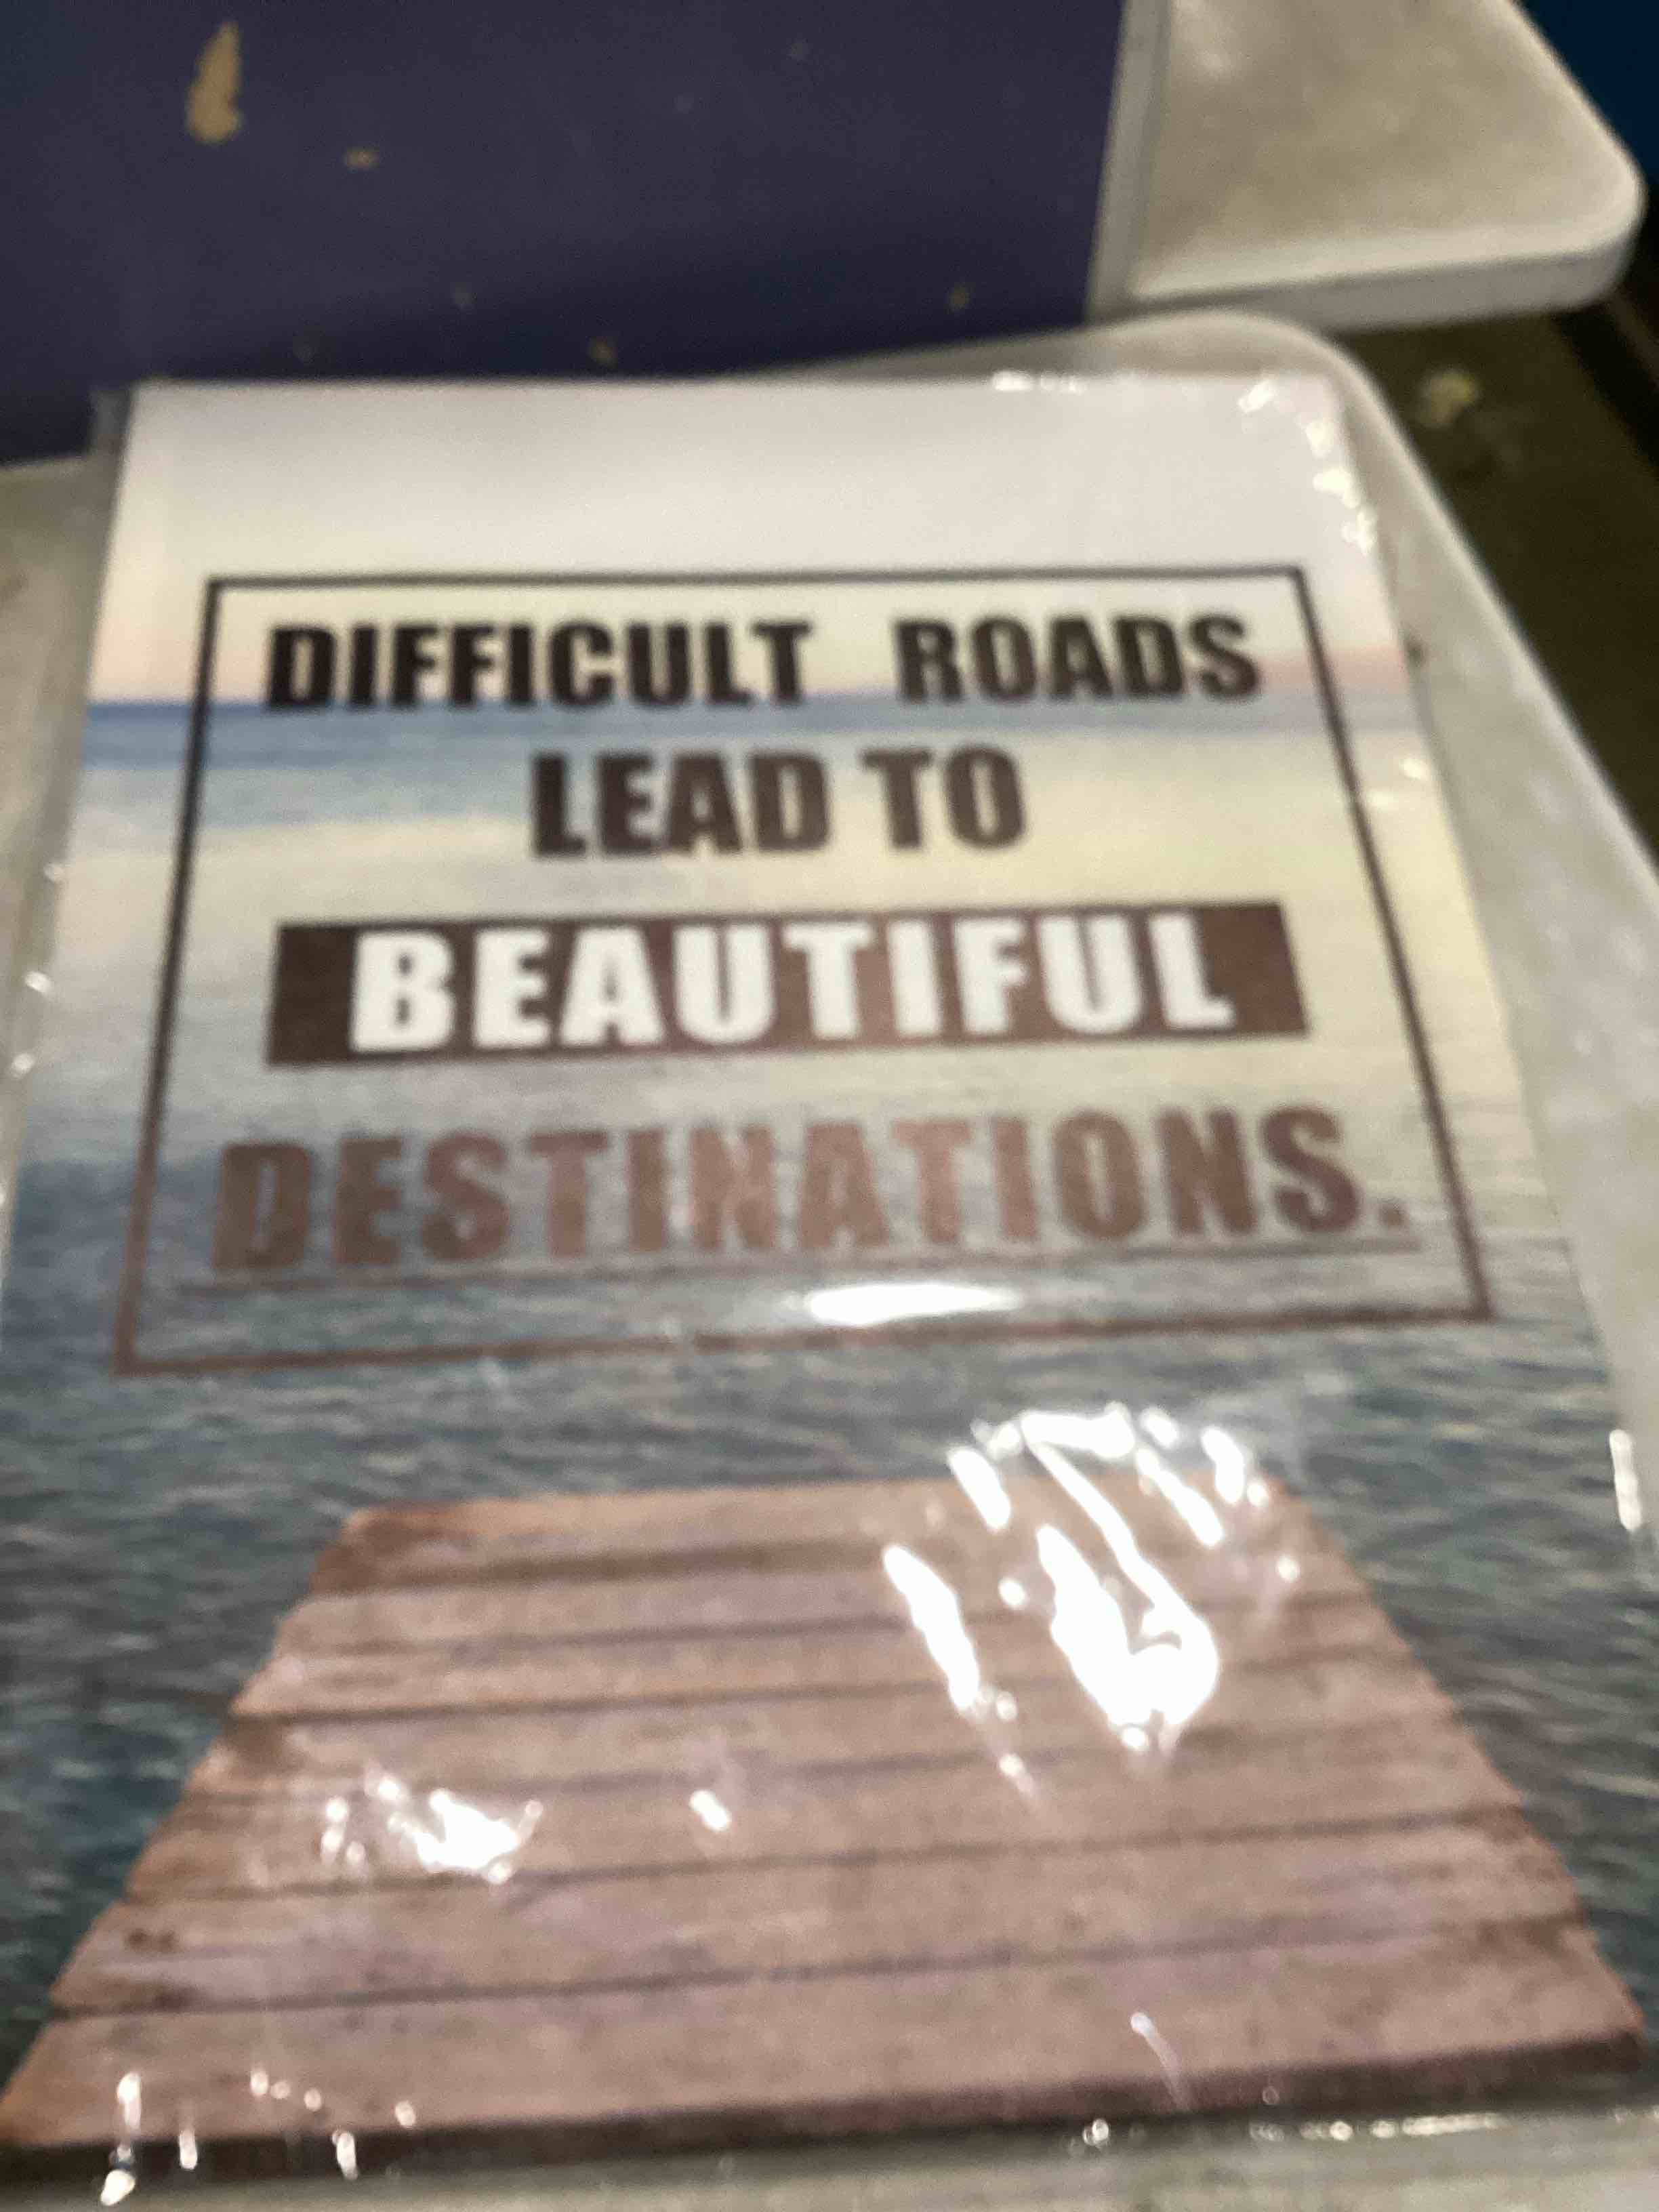 DIFFICULT ROADS
LEAD TO
BEAUTIFUL
DESTINATIONS.